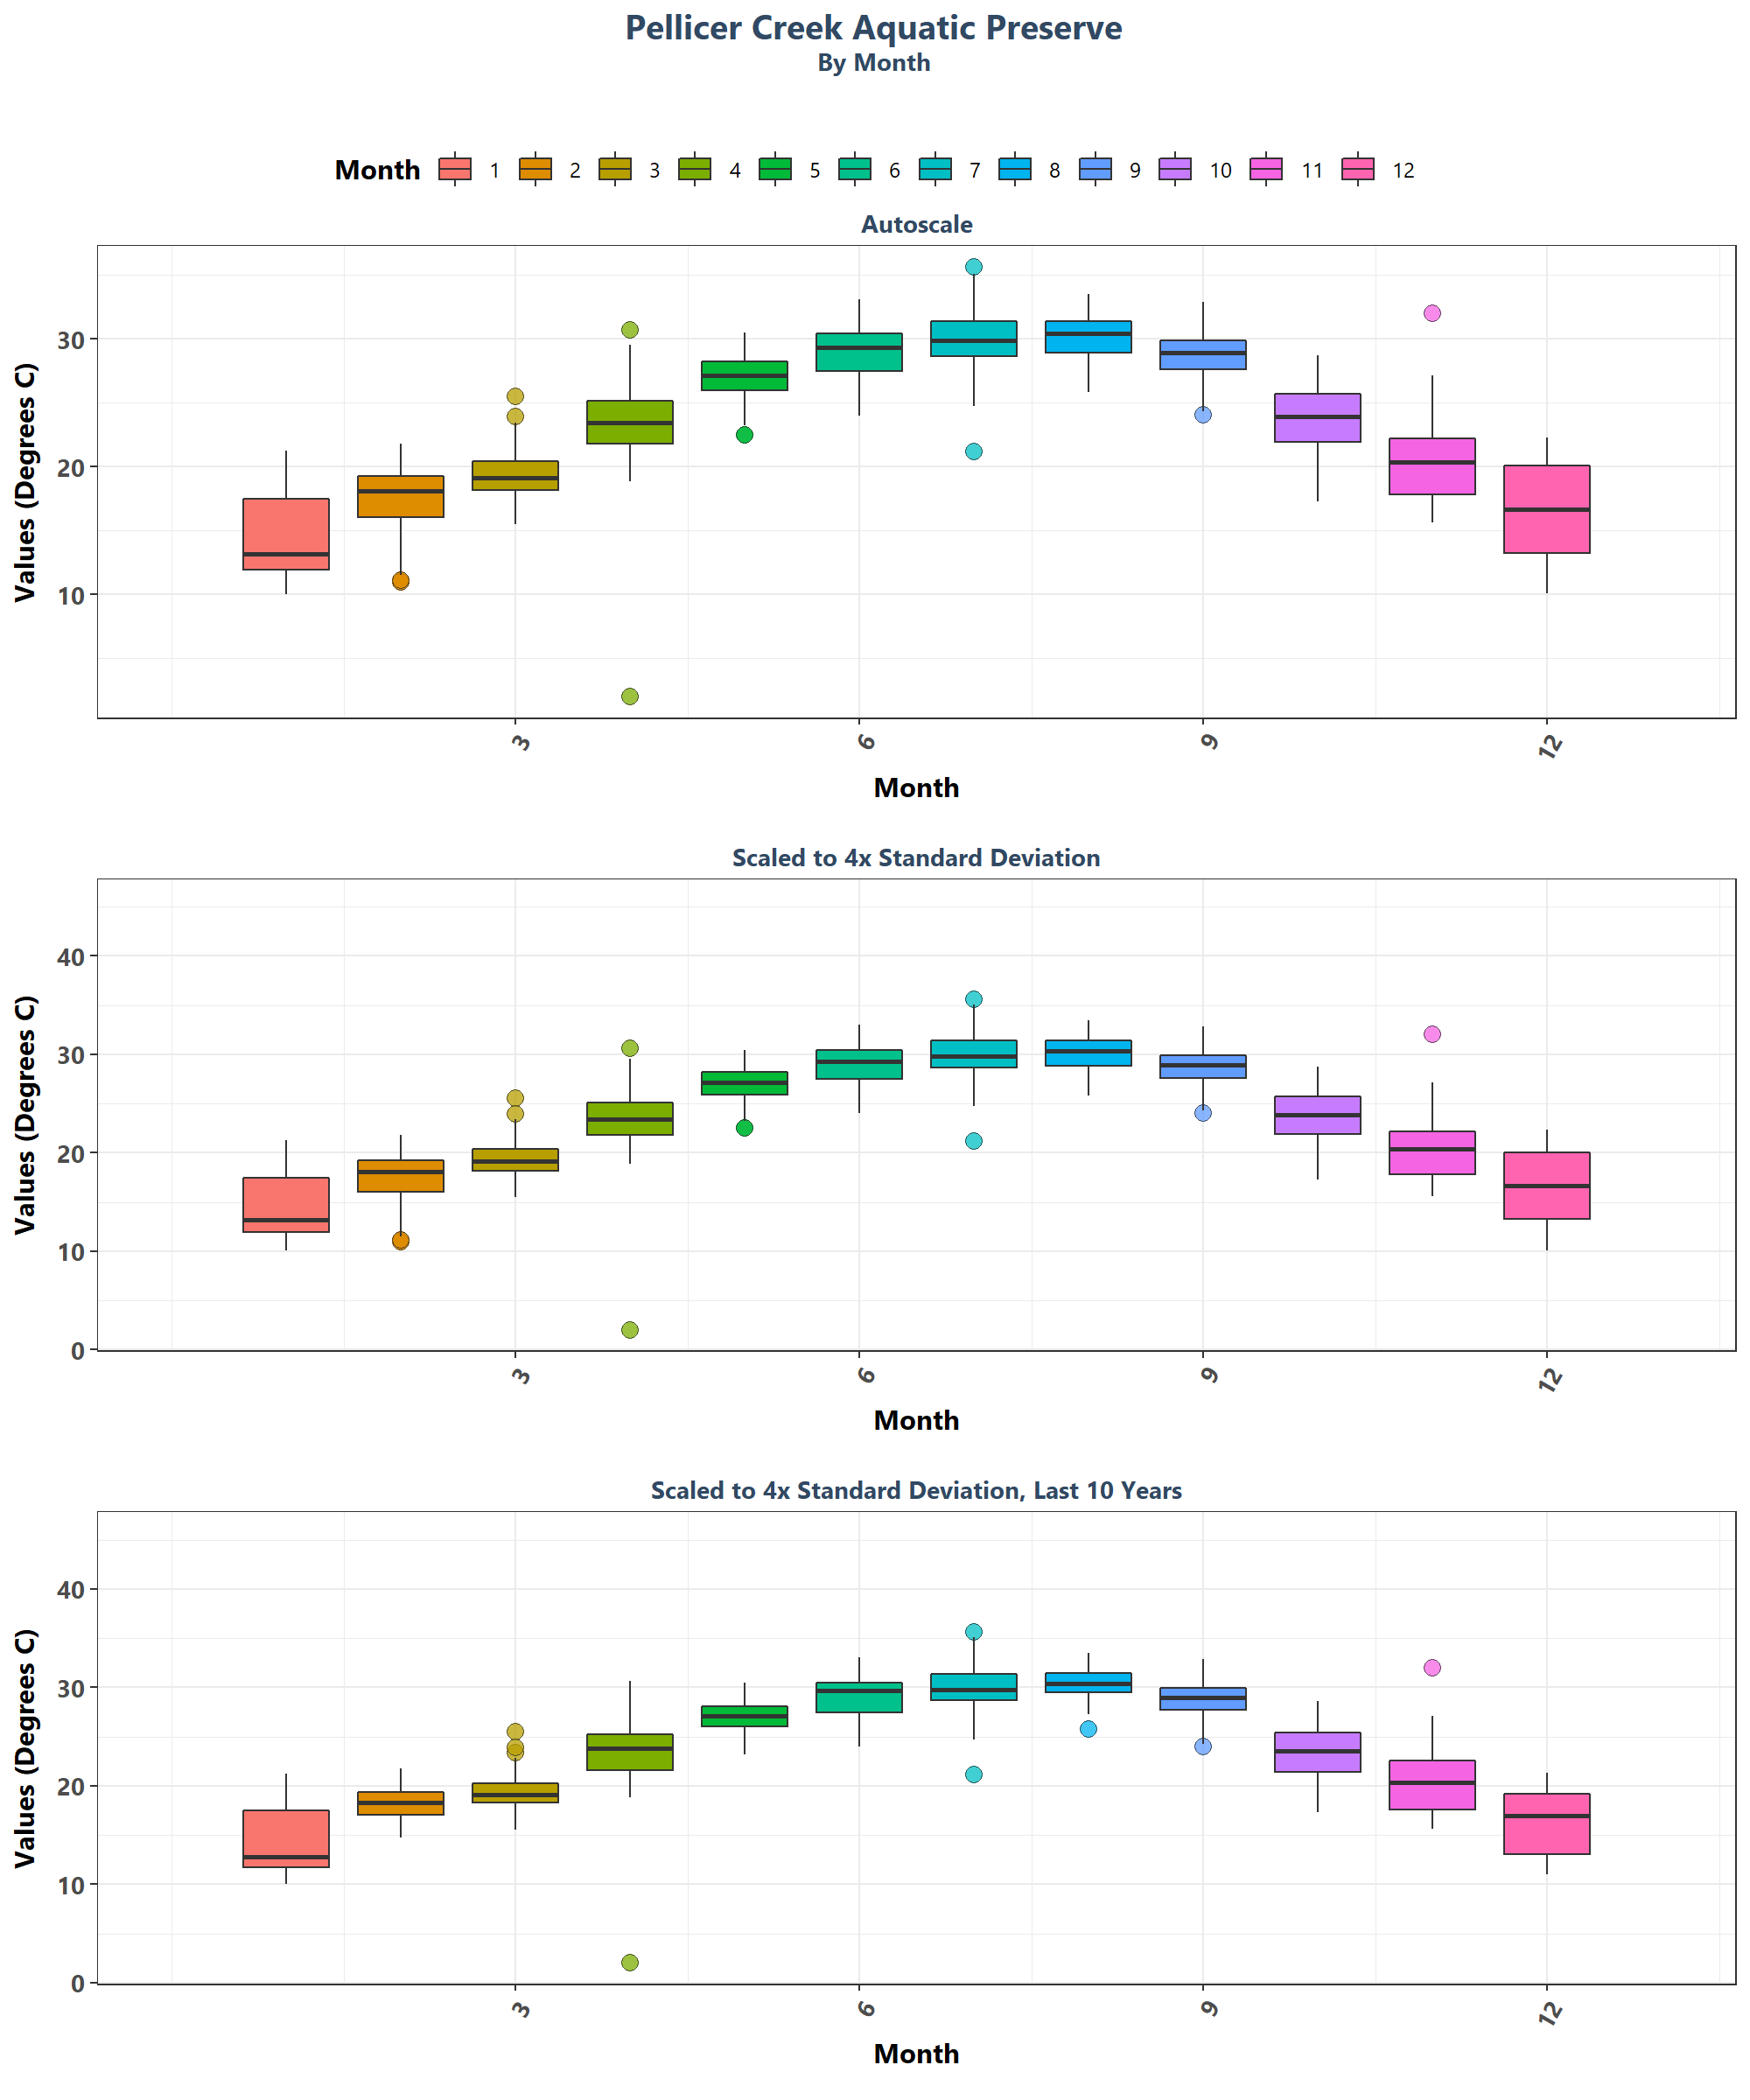 Pellicer Creek Aquatic Preserve
By Month
Month 1 2 3 4 5 6 7 8 9 10 11 12
Autoscale
Values (Degrees C)
30
20
10
3 6 9 12
Month
Scaled to 4x Standard Deviation
Values (Degrees C)
40
30
20
10
0
3 6 9 12
Month
Scaled to 4x Standard Deviation, Last 10 Years
Values (Degrees C)
40
30
20
10
0
3 6 9 12
Month